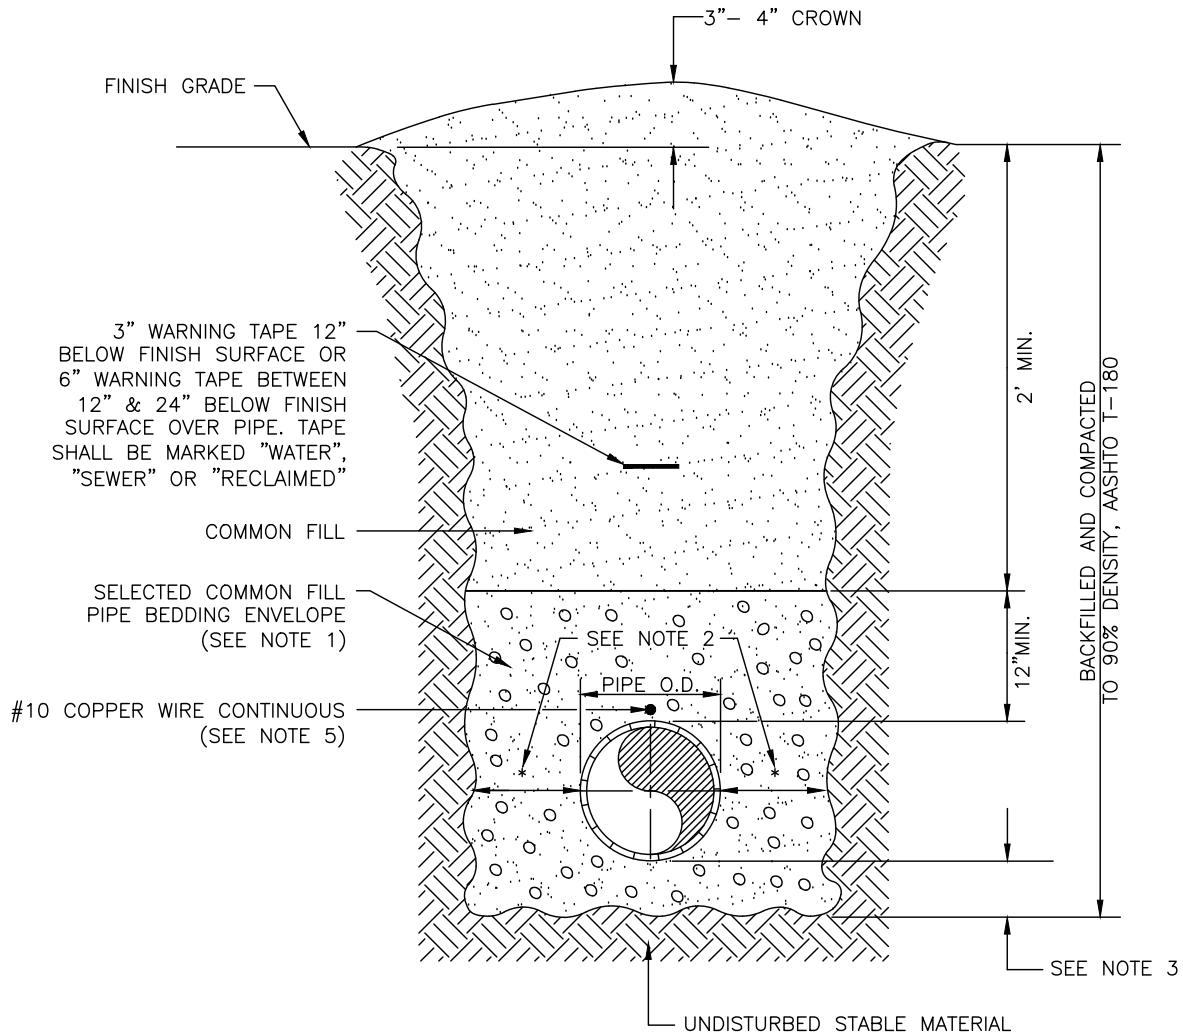 3"- 4" CROWN
FINISH GRADE
3" WARNING TAPE 12"
BELOW FINISH SURFACE OR
6" WARNING TAPE BETWEEN
12" & 24" BELOW FINISH
SURFACE OVER PIPE. TAPE
SHALL BE MARKED "WATER",
"SEWER" OR "RECLAIMED"
2' MIN.
BACKFILLED AND COMPACTED
TO 90% DENSITY, AASHTO T-180
COMMON FILL
SELECTED COMMON FILL
PIPE BEDDING ENVELOPE
(SEE NOTE 1)
SEE NOTE 2
12"MIN.
PIPE O.D.
#10 COPPER WIRE CONTINUOUS
(SEE NOTE 5)
*
*
SEE NOTE 3
UNDISTURBED STABLE MATERIAL